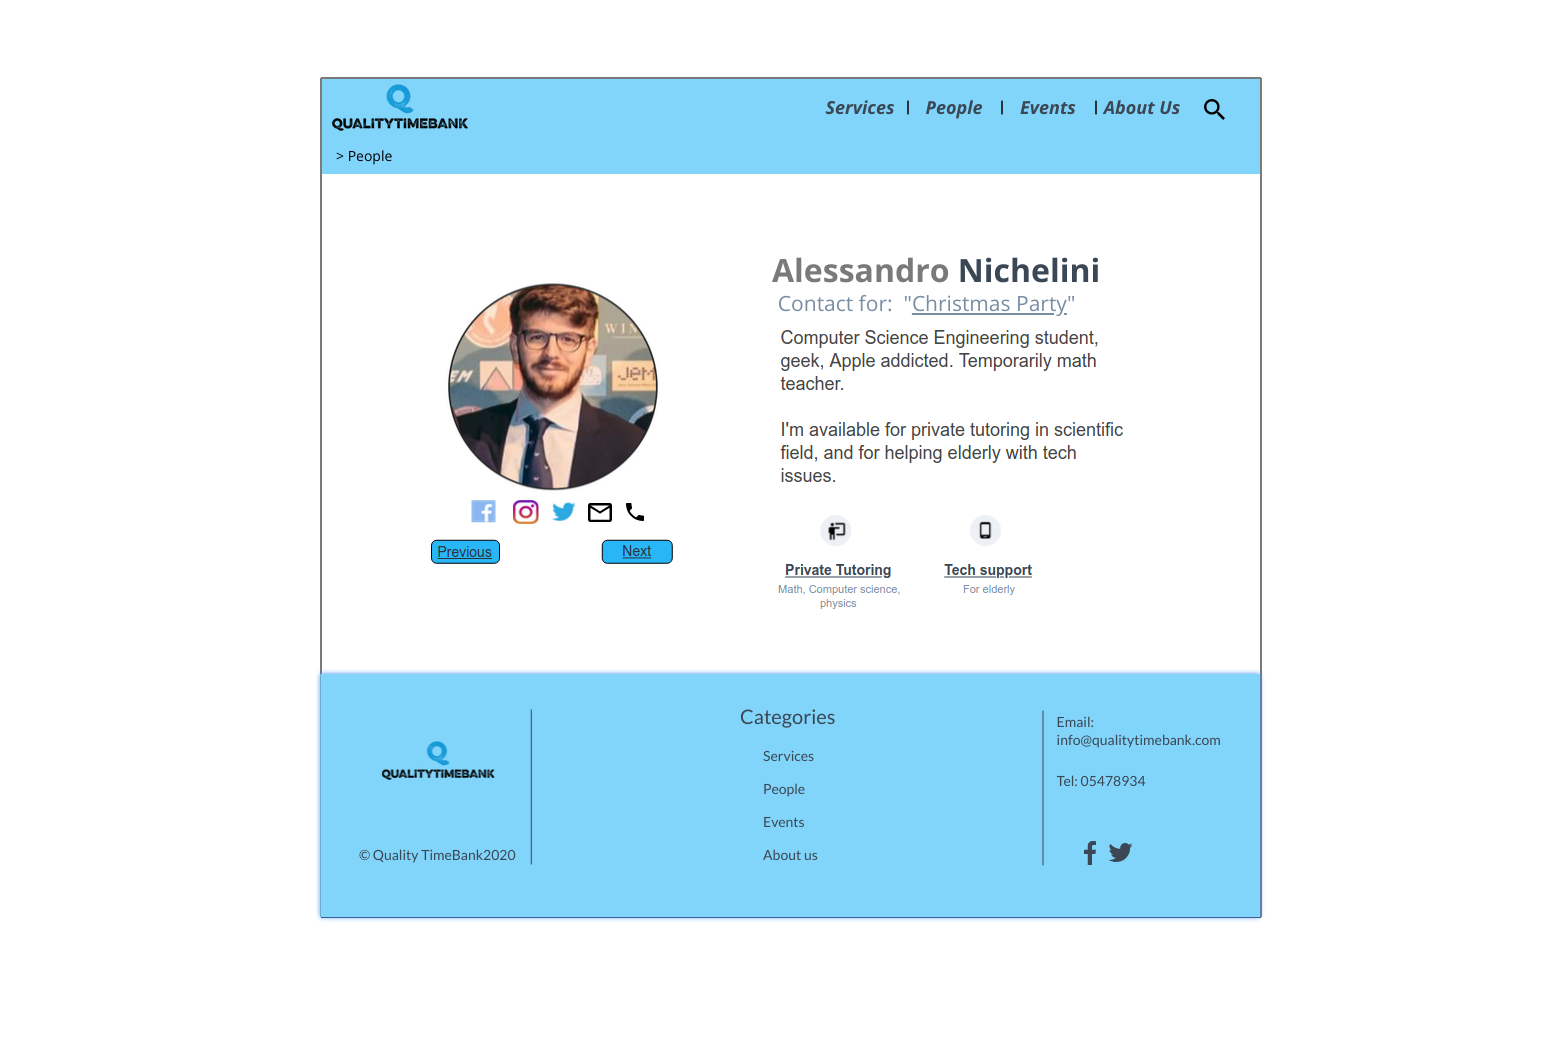 QUALITYTIMEBANK
Services | People | Events | About Us
> People
Alessandro Nichelini
Contact for: "Christmas Party"
Computer Science Engineering student,
geek, Apple addicted. Temporarily math
teacher.
I'm available for private tutoring in scientific
field, and for helping elderly with tech
issues.
WIN
EM
JEM
Previous
Next
Private Tutoring
Math, Computer science,
physics
Tech support
For elderly
QUALITYTIMEBANK
© Quality TimeBank2020
Categories
Services
People
Events
About us
Email:
info@qualitytimebank.com
Tel: 05478934